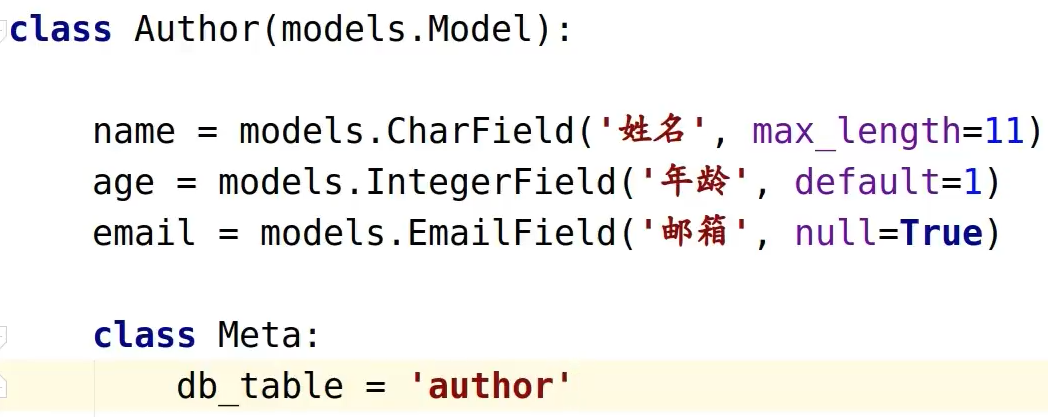 class Author(models.Model):
name = models.CharField('姓名', max_length=11)
age = models.IntegerField('年龄', default=1)
email = models.EmailField('邮箱', null=True)
class Meta:
db_table = 'author'